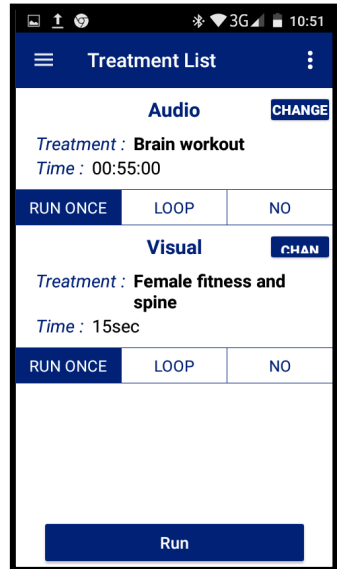 3G 10:51
Treatment List
Audio CHANGE
Treatment : Brain workout
Time : 00:55:00
RUN ONCE LOOP NO
Visual CHAN
Treatment : Female fitness and
spine
Time : 15sec
RUN ONCE LOOP NO
Run